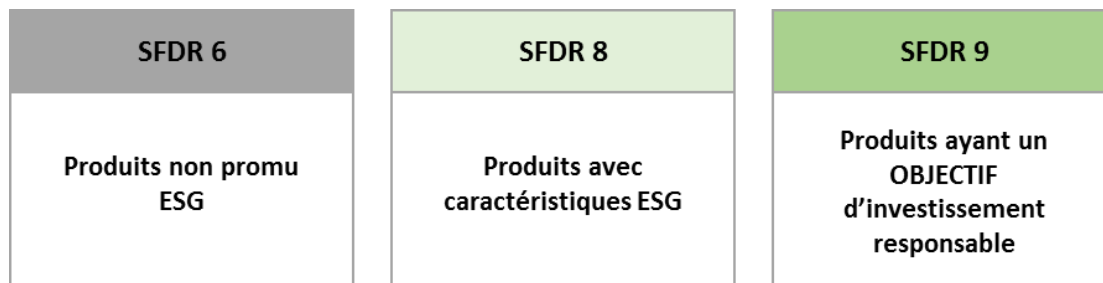 SFDR 6
Produits non promu
ESG
SFDR 8
Produits avec
caractéristiques ESG
SFDR 9
Produits ayant un
OBJECTIF
d’investissement
responsable